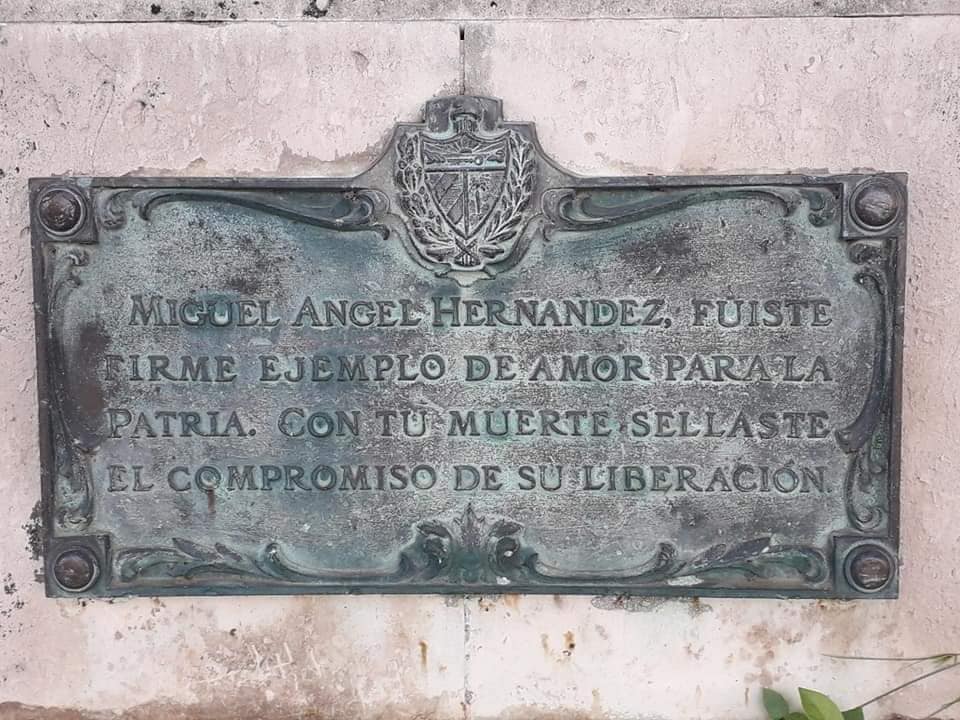 MIGUEL ANGEL HERNANDEZ, FUISTE
FIRME EJEMPLO DE AMOR PARA LA
PATRIA. CON TU MUERTE SELLASTE
EL COMPROMISO DE SU LIBERACIÓN.